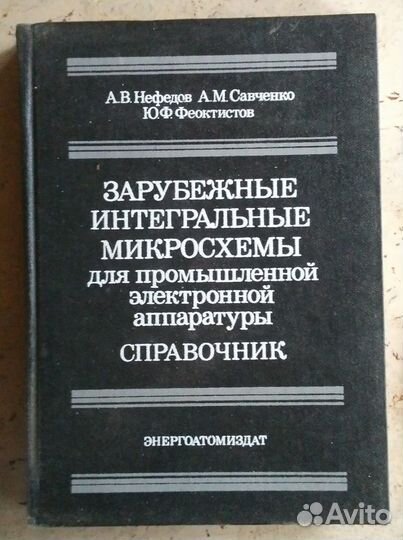 А.В.Нефедов А.М.Савченко
Ю.Ф.Феоктистов
ЗАРУБЕЖНЫЕ
ИНТЕГРАЛЬНЫЕ
МИКРОСХЕМЫ
для промышленной
электронной
аппаратуры
СПРАВОЧНИК
ЭНЕРГОАТОМИЗДАТ
Avito